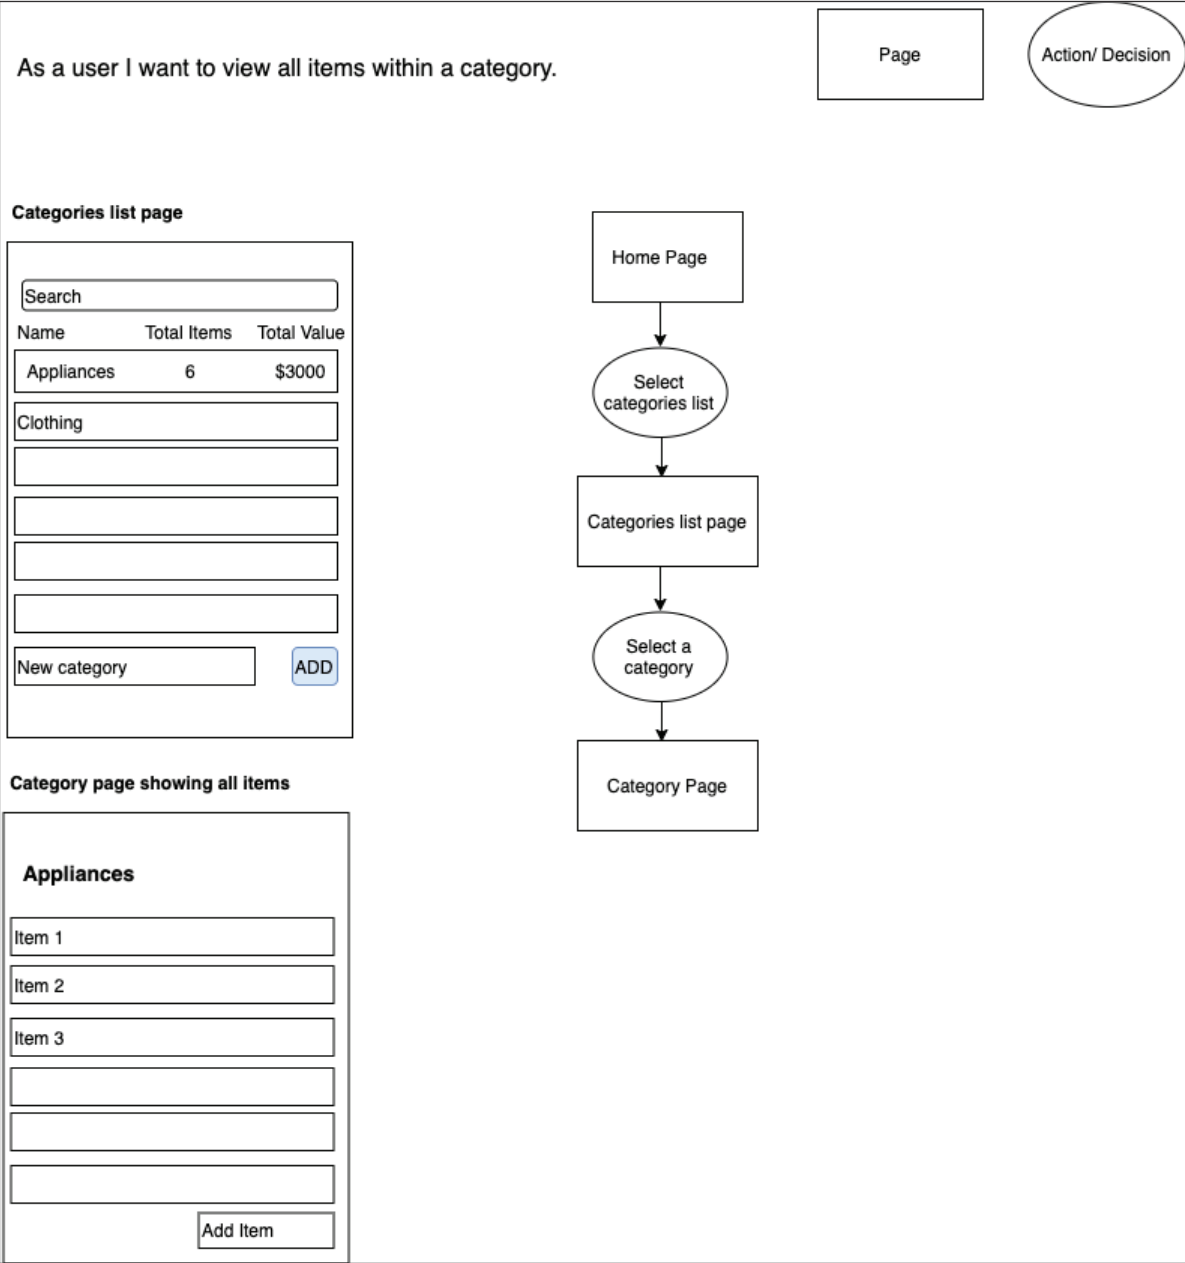 As a user I want to view all items within a category.
Page
Action/ Decision
Categories list page
Search
Name Total Items Total Value
Appliances 6 $3000
Clothing
New category ADD
Category page showing all items
Appliances
Item 1
Item 2
Item 3
Add Item
Home Page
Select
categories list
Categories list page
Select a
category
Category Page